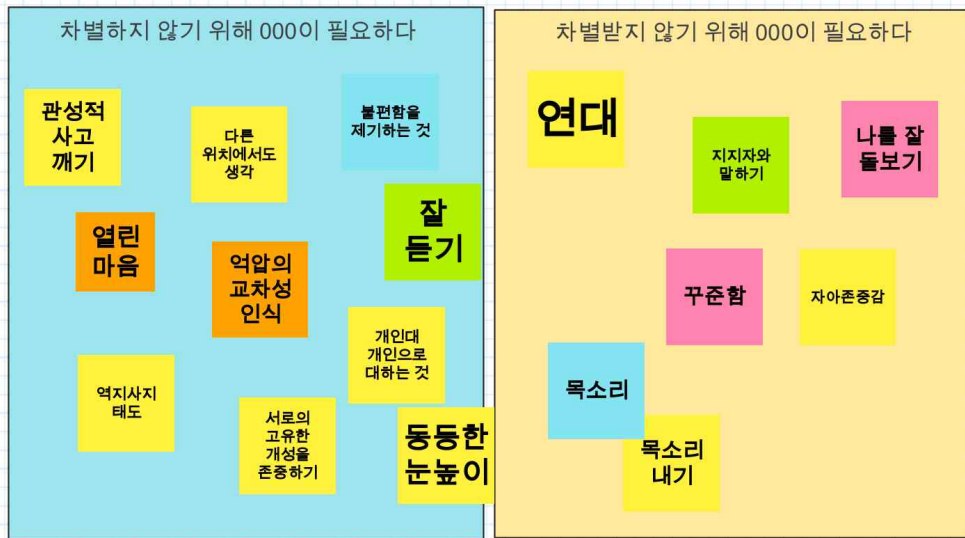 차별하지 않기 위해 000이 필요하다
관성적
사고
깨기
다른
위치에서도
생각
불편함을
제기하는 것
잘
듣기
열린
마음
억압의
교차성
인식
개인대
개인으로
대하는 것
역지사지
태도
서로의
고유한
개성을
존중하기
동등한
눈높이
차별받지 않기 위해 000이 필요하다
연대
지지자와
말하기
나를 잘
돌보기
꾸준함
자아존중감
목소리
목소리
내기